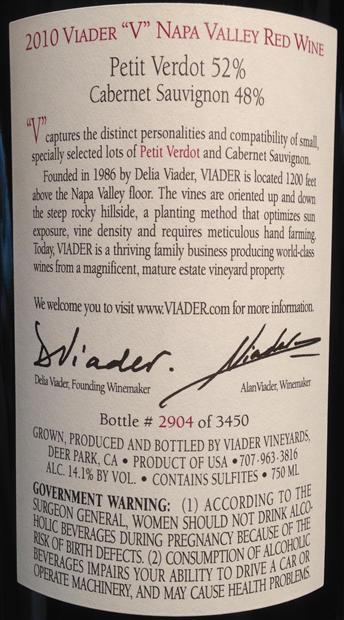 2010 VIADER "V" NAPA VALLEY RED WINE
Petit Verdot 52%
Cabernet Sauvignon 48%
"V" captures the distinct personalities and compatibility of small,
specially selected lots of Petit Verdot and Cabernet Sauvignon.
Founded in 1986 by Delia Viader, VIADER is located 1200 feet
above the Napa Valley floor. The vines are oriented up and down
the steep rocky hillside, a planting method that optimizes sun
exposure, vine density and requires meticulous hand farming.
Today, VIADER is a thriving family business producing world-class
wines from a magnificent, mature estate vineyard property.
We welcome you to visit www.VIADER.com for more information.
DViader. AViader
Delia Viader, Founding Winemaker Alan Viader, Winemaker
Bottle # 2904 of 3450
GROWN, PRODUCED AND BOTTLED BY VIADER VINEYARDS,
DEER PARK, CA • PRODUCT OF USA • 707-963-3816
ALC. 14.1% BY VOL. • CONTAINS SULFITES • 750 ML
GOVERNMENT WARNING: (1) ACCORDING TO THE
SURGEON GENERAL, WOMEN SHOULD NOT DRINK ALCO-
HOLIC BEVERAGES DURING PREGNANCY BECAUSE OF THE
RISK OF BIRTH DEFECTS. (2) CONSUMPTION OF ALCOHOLIC
BEVERAGES IMPAIRS YOUR ABILITY TO DRIVE A CAR OR
OPERATE MACHINERY, AND MAY CAUSE HEALTH PROBLEMS.